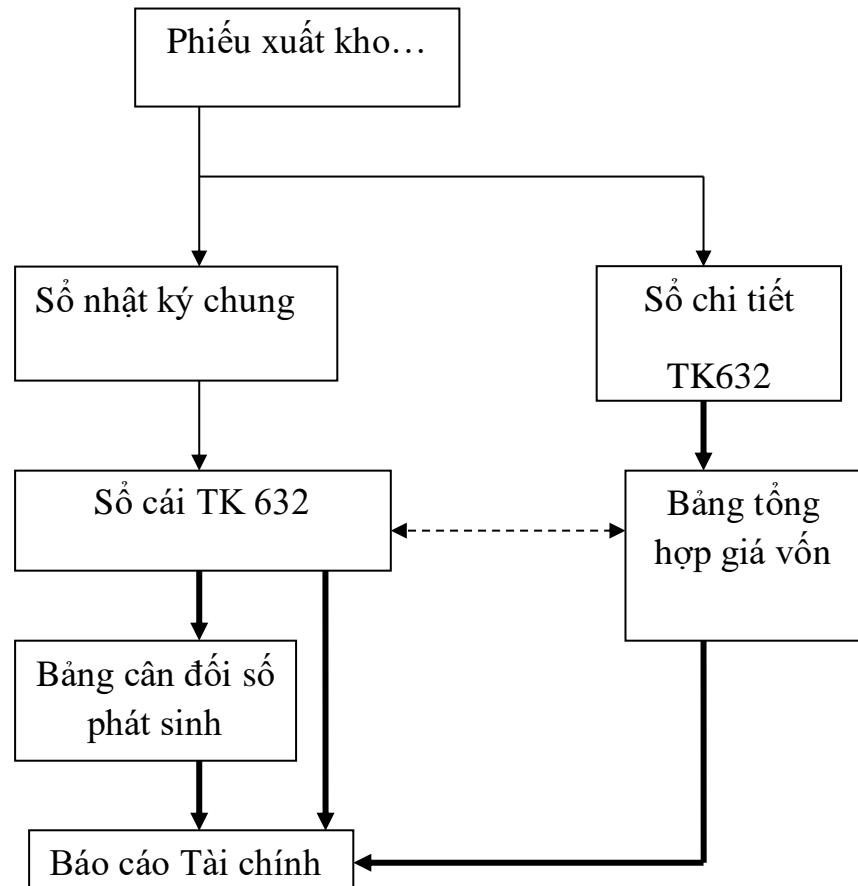 Phiếu xuất kho…
Sổ nhật ký chung
Sổ chi tiết
TK632
Sổ cái TK 632
Bảng tổng
hợp giá vốn
Bảng cân đối số
phát sinh
Báo cáo Tài chính